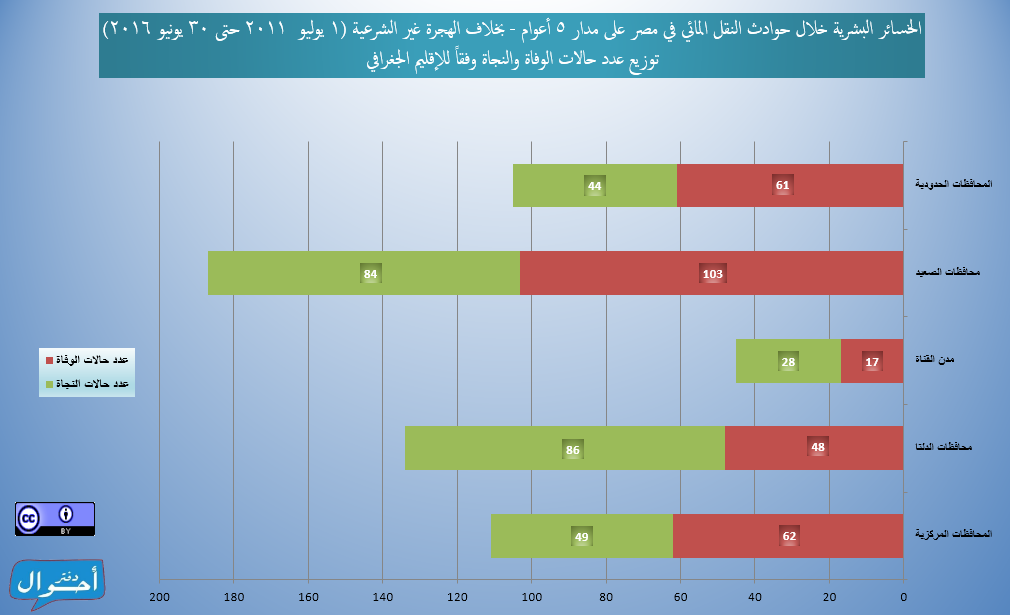 الخسائر البشرية خلال حوادث النقل المائي في مصر على مدار ٥ أعوام - بخلاف الهجرة غير الشرعية (١ يوليو ٢٠١١ حتى ٣٠ يونيو ٢٠١٦)
توزيع عدد حالات الوفاة والنجاة وفقاً للإقليم الجغرافي
المحافظات الحدودية
61
44
محافظات الصعيد
103
84
مدن القناة
17
28
محافظات الدلتا
48
86
المحافظات المركزية
62
49
عدد حالات الوفاة
عدد حالات النجاة
200 180 160 140 120 100 80 60 40 20 0
cc
BY
دفتر
أحوال